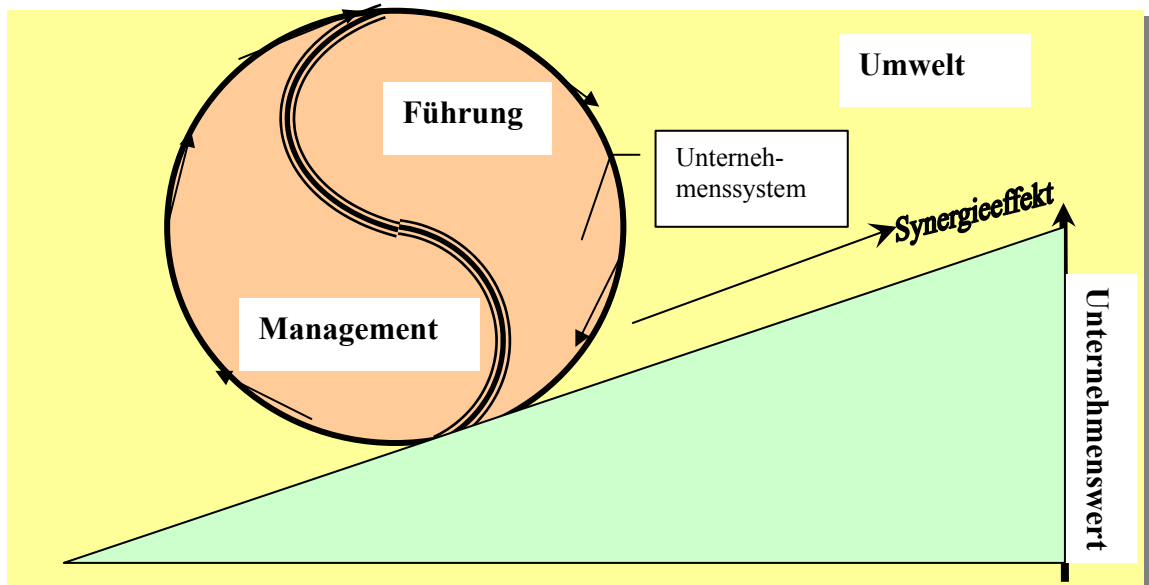 Umwelt
Führung
Unterneh-
menssystem
Synergieeffekt
Management
Unternehmenswert